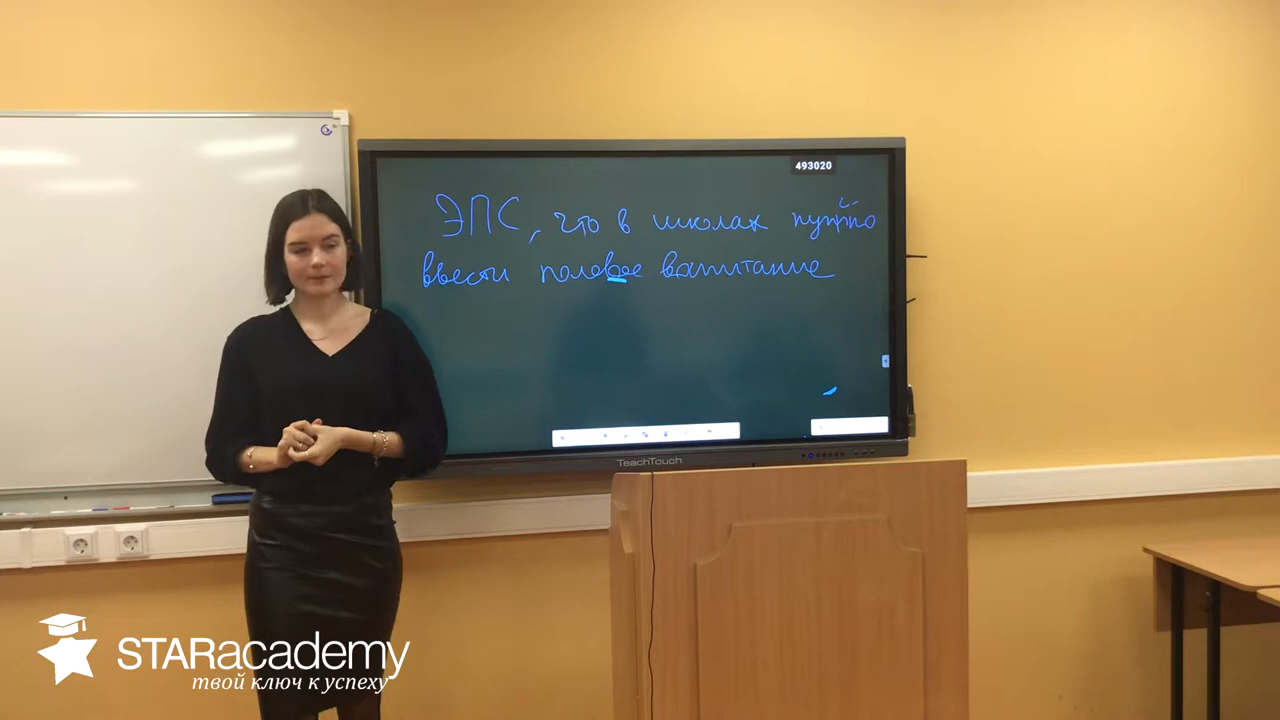 493020
ЭПС, что в школах нужно
ввести половое воспитание
TeachTouch
STARacademy
твой ключ к успеху